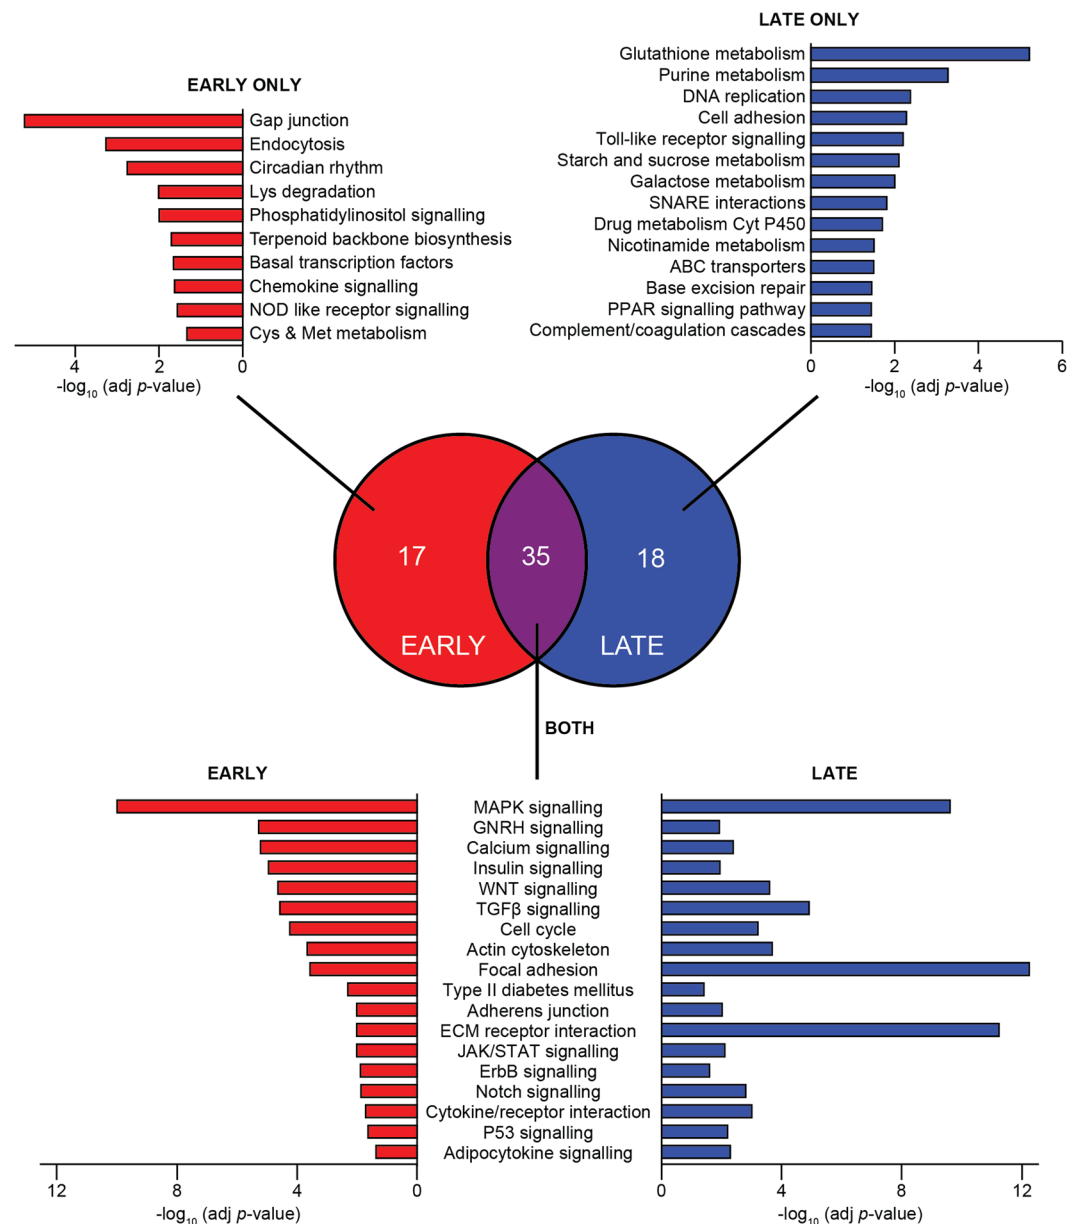 LATE ONLY
Glutathione metabolism
Purine metabolism
DNA replication
Cell adhesion
Toll-like receptor signalling
Starch and sucrose metabolism
Galactose metabolism
SNARE interactions
Drug metabolism Cyt P450
Nicotinamide metabolism
ABC transporters
Base excision repair
PPAR signalling pathway
Complement/coagulation cascades
0 2 4 6
-log10 (adj p-value)
EARLY ONLY
Gap junction
Endocytosis
Circadian rhythm
Lys degradation
Phosphatidylinositol signalling
Terpenoid backbone biosynthesis
Basal transcription factors
Chemokine signalling
NOD like receptor signalling
Cys & Met metabolism
4 2 0
-log10 (adj p-value)
17 35 18
EARLY LATE
BOTH
EARLY LATE
MAPK signalling
GNRH signalling
Calcium signalling
Insulin signalling
WNT signalling
TGFβ signalling
Cell cycle
Actin cytoskeleton
Focal adhesion
Type II diabetes mellitus
Adherens junction
ECM receptor interaction
JAK/STAT signalling
ErbB signalling
Notch signalling
Cytokine/receptor interaction
P53 signalling
Adipocytokine signalling
12 8 4 0 0 4 8 12
-log10 (adj p-value) -log10 (adj p-value)